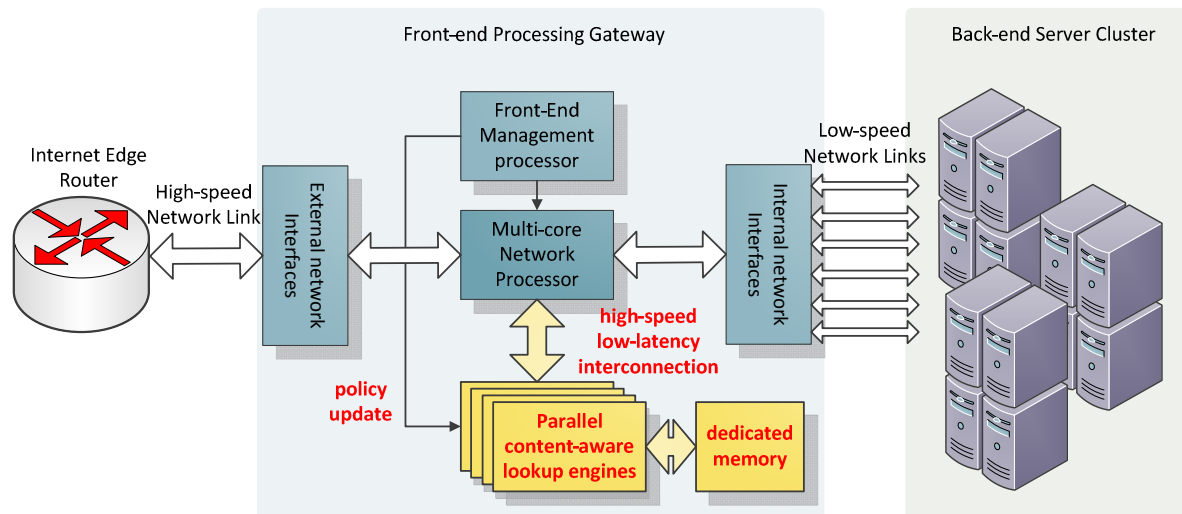 Front-end Processing Gateway
Back-end Server Cluster
Internet Edge
Router
High-speed
Network Link
External network
Interfaces
Front-End
Management
processor
Multi-core
Network
Processor
Internal network
Interfaces
Low-speed
Network Links
high-speed
low-latency
interconnection
policy
update
Parallel
content-aware
lookup engines
dedicated
memory